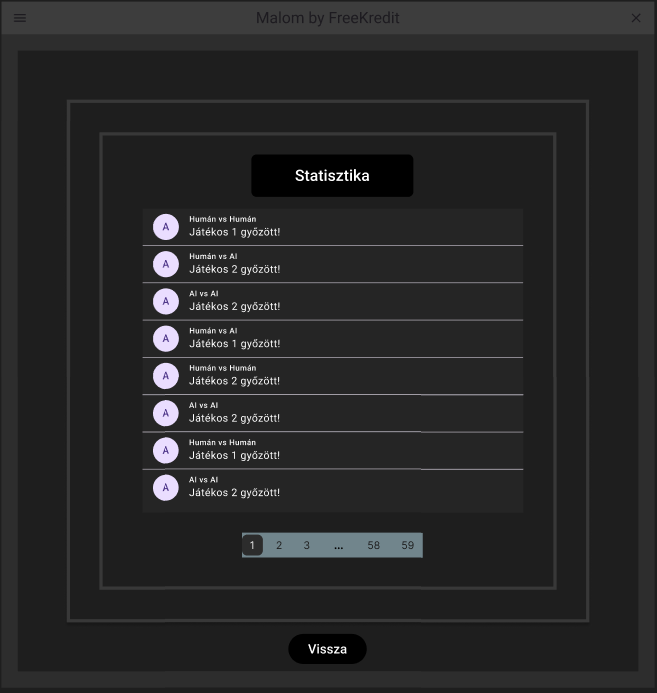 Malom by FreeKredit
Statisztika
A
Humán vs Humán
Játékos 1 győzött!
A
Humán vs AI
Játékos 2 győzött!
A
AI vs AI
Játékos 2 győzött!
A
Humán vs AI
Játékos 1 győzött!
A
Humán vs Humán
Játékos 2 győzött!
A
AI vs AI
Játékos 2 győzött!
A
Humán vs Humán
Játékos 1 győzött!
A
AI vs AI
Játékos 2 győzött!
1 2 3 ... 58 59
Vissza